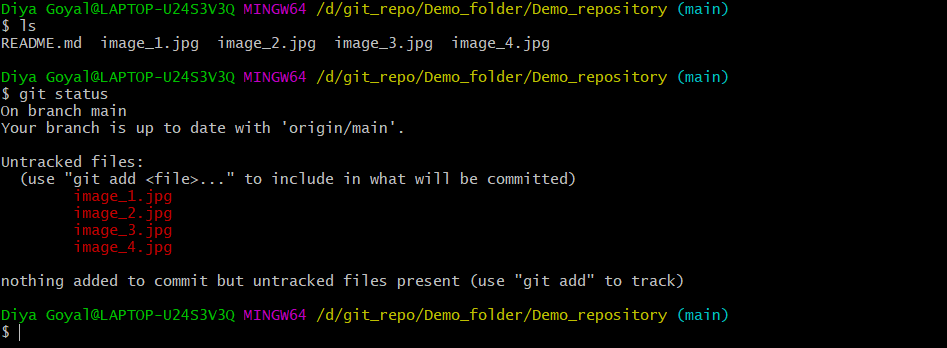 Diya Goyal@LAPTOP-U24S3V3Q MINGW64 /d/git_repo/Demo_folder/Demo_repository (main)
$ ls
README.md  image_1.jpg  image_2.jpg  image_3.jpg  image_4.jpg

Diya Goyal@LAPTOP-U24S3V3Q MINGW64 /d/git_repo/Demo_folder/Demo_repository (main)
$ git status
On branch main
Your branch is up to date with 'origin/main'.

Untracked files:
  (use "git add <file>..." to include in what will be committed)
        image_1.jpg
        image_2.jpg
        image_3.jpg
        image_4.jpg

nothing added to commit but untracked files present (use "git add" to track)

Diya Goyal@LAPTOP-U24S3V3Q MINGW64 /d/git_repo/Demo_folder/Demo_repository (main)
$